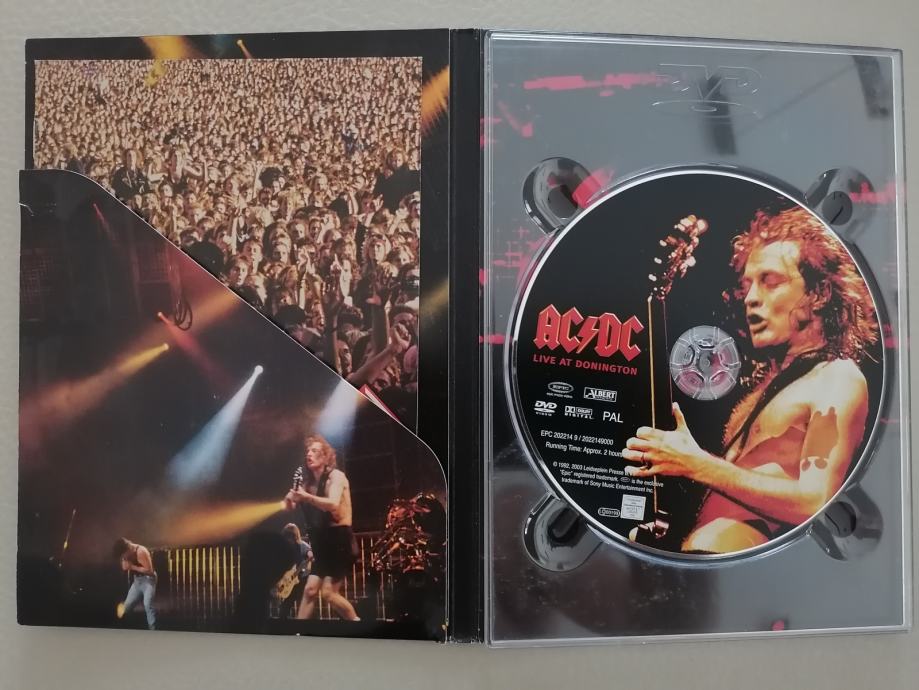 AC/DC
LIVE AT DONINGTON
EPIC
ALBERT
DVD
VIDEO
DOLBY
DIGITAL
PAL
EPC 202214 9 / 2022149000
Running Time: Approx. 2 hours
© 1992, 2003 Leidseplein Presse
"Epic" registered trademark. is the exclusive
trademark of Sony Music Entertainment Inc.